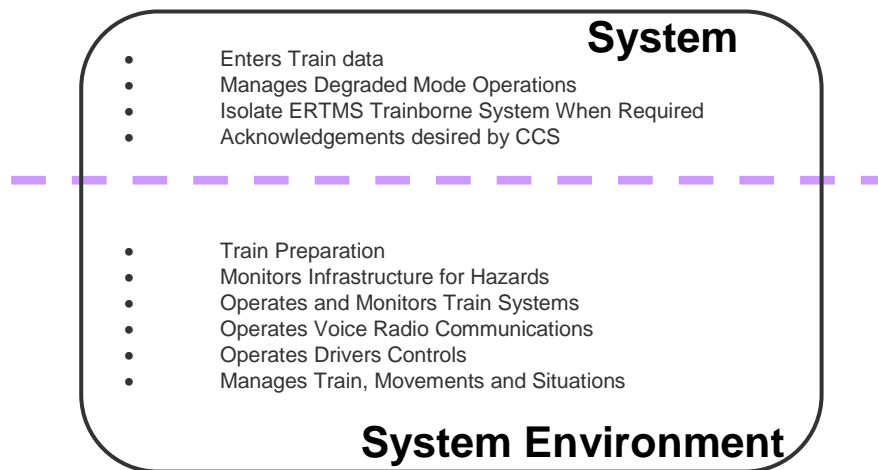 System
• Enters Train data
• Manages Degraded Mode Operations
• Isolate ERTMS Trainborne System When Required
• Acknowledgements desired by CCS
• Train Preparation
• Monitors Infrastructure for Hazards
• Operates and Monitors Train Systems
• Operates Voice Radio Communications
• Operates Drivers Controls
• Manages Train, Movements and Situations
System Environment